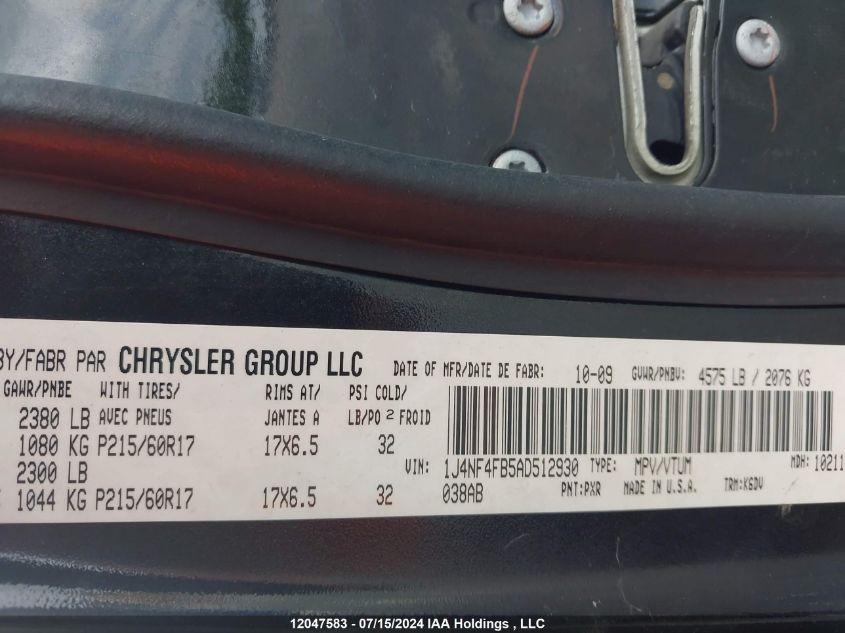 BY/FABR PAR CHRYSLER GROUP LLC DATE OF MFR/DATE DE FABR: 10-09 GVWR/PNBV: 4575 LB / 2076 KG
GAWR/PNBE WITH TIRES/ RIMS AT/ PSI COLD/
2380 LB AVEC PNEUS JANTES A LB/PO 2 FROID
1080 KG P215/60R17 17X6.5 32
2300 LB VIN: 1J4NF4FB5AD512930 TYPE: MPV/VTUM MDH: 10211
1044 KG P215/60R17 17X6.5 32 038AB PNT:PXR MADE IN U.S.A. TRM:K6DV
12047583 - 07/15/2024 IAA Holdings , LLC